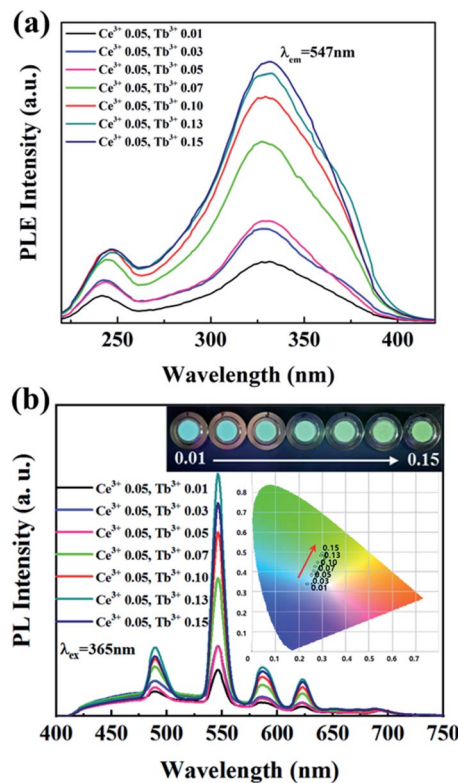 (a)
Ce³⁺ 0.05, Tb³⁺ 0.01
Ce³⁺ 0.05, Tb³⁺ 0.03
Ce³⁺ 0.05, Tb³⁺ 0.05
Ce³⁺ 0.05, Tb³⁺ 0.07
Ce³⁺ 0.05, Tb³⁺ 0.10
Ce³⁺ 0.05, Tb³⁺ 0.13
Ce³⁺ 0.05, Tb³⁺ 0.15
λem=547nm
PLE Intensity (a.u.)
250 300 350 400
Wavelength (nm)
(b)
0.01 0.15
Ce³⁺ 0.05, Tb³⁺ 0.01
Ce³⁺ 0.05, Tb³⁺ 0.03
Ce³⁺ 0.05, Tb³⁺ 0.05
Ce³⁺ 0.05, Tb³⁺ 0.07
Ce³⁺ 0.05, Tb³⁺ 0.10
Ce³⁺ 0.05, Tb³⁺ 0.13
Ce³⁺ 0.05, Tb³⁺ 0.15
λex=365nm
PL Intensity (a. u.)
0.8
0.7
0.6
0.5
0.4
0.3
0.2
0.1
0.15
0.13
0.10
0.07
0.05
0.03
0.01
0.1 0.2 0.3 0.4 0.5 0.6 0.7
400 450 500 550 600 650 700 750
Wavelength (nm)